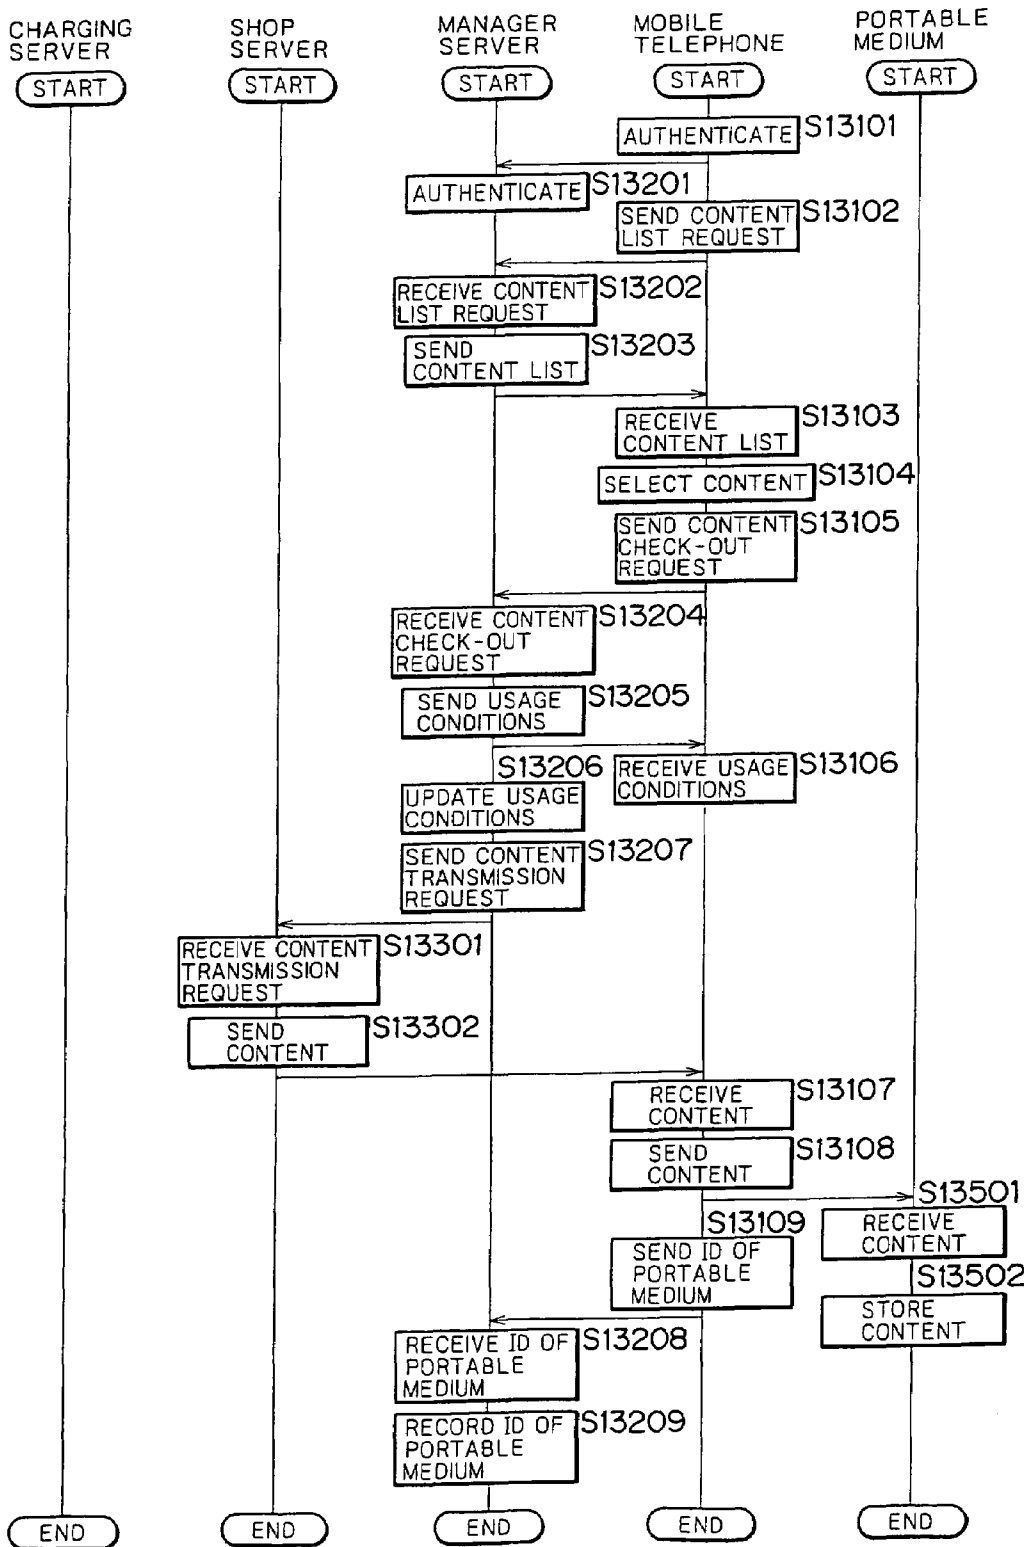 CHARGING
SERVER
SHOP
SERVER
MANAGER
SERVER
MOBILE
TELEPHONE
PORTABLE
MEDIUM
START
START
START
START
START
AUTHENTICATE
S13101
AUTHENTICATE
S13201
SEND CONTENT
LIST REQUEST
S13102
RECEIVE CONTENT
LIST REQUEST
S13202
SEND
CONTENT LIST
S13203
RECEIVE
CONTENT LIST
S13103
SELECT CONTENT
S13104
SEND CONTENT
CHECK-OUT
REQUEST
S13105
RECEIVE CONTENT
CHECK-OUT
REQUEST
S13204
SEND USAGE
CONDITIONS
S13205
S13206
UPDATE USAGE
CONDITIONS
RECEIVE USAGE
CONDITIONS
S13106
SEND CONTENT
TRANSMISSION
REQUEST
S13207
RECEIVE CONTENT
TRANSMISSION
REQUEST
S13301
SEND
CONTENT
S13302
RECEIVE
CONTENT
S13107
SEND
CONTENT
S13108
S13501
RECEIVE
CONTENT
S13109
SEND ID OF
PORTABLE
MEDIUM
S13502
STORE
CONTENT
RECEIVE ID OF
PORTABLE
MEDIUM
S13208
RECORD ID OF
PORTABLE
MEDIUM
S13209
END
END
END
END
END